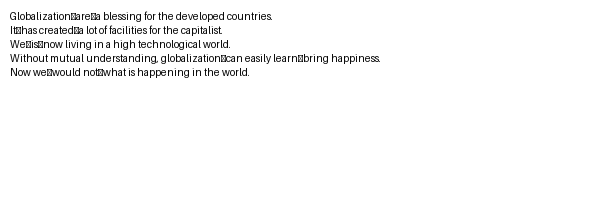 Globalization▯are▯a blessing for the developed countries.
It▯has created▯a lot of facilities for the capitalist.
We▯is▯now living in a high technological world.
Without mutual understanding, globalization▯can easily learn▯bring happiness.
Now we▯would not▯what is happening in the world.